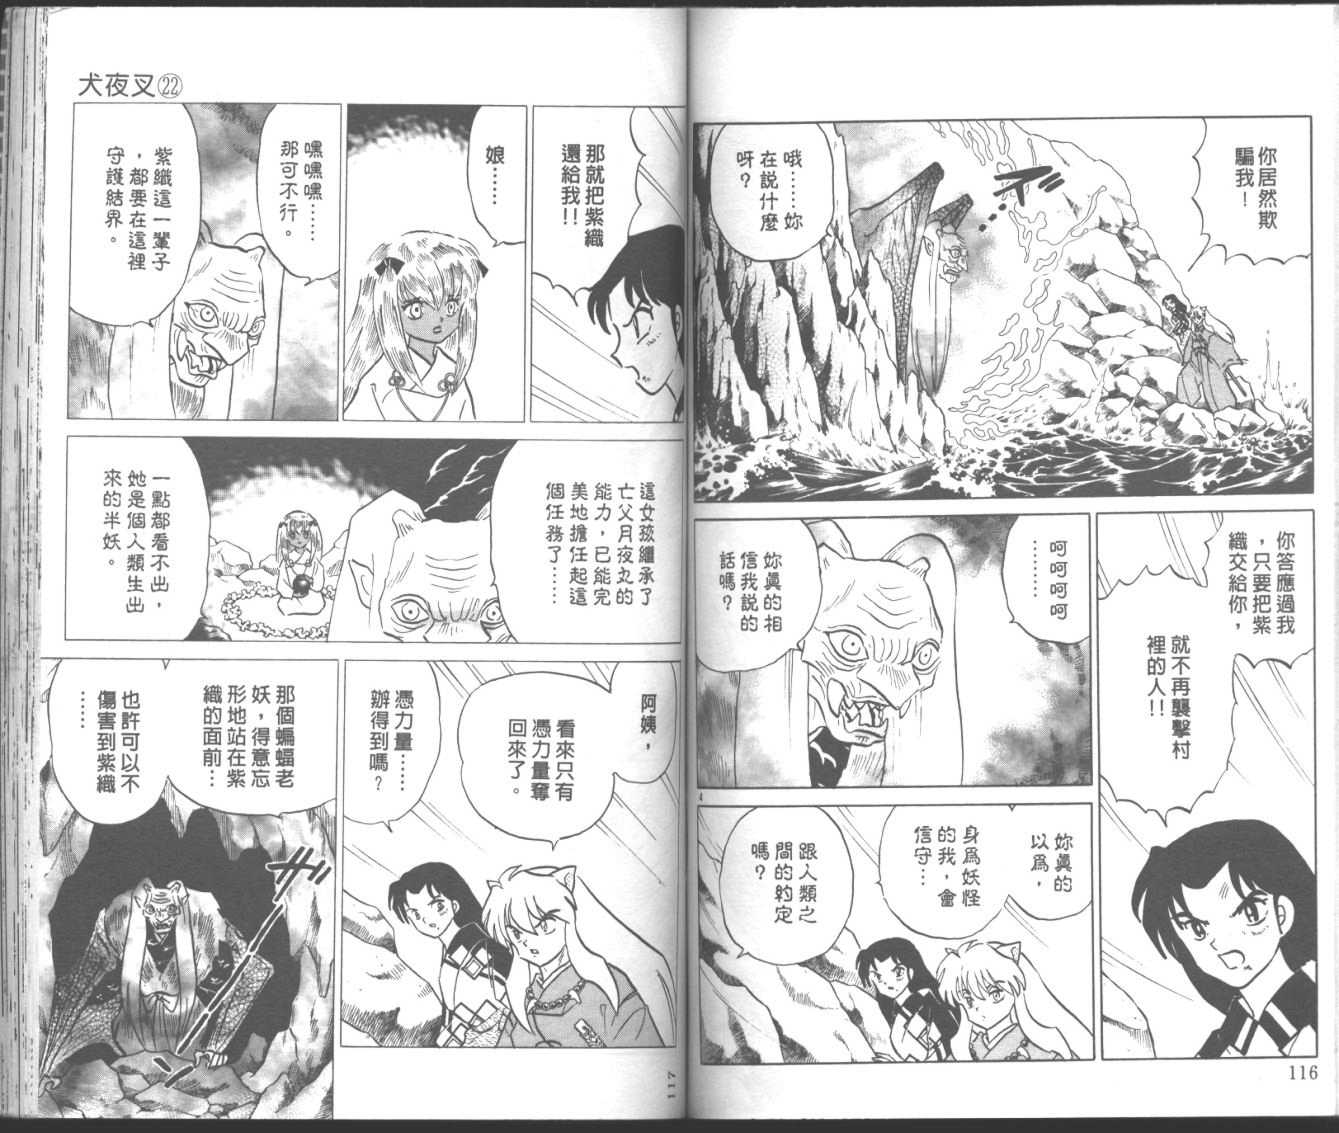 你居然欺
騙我！
哦……妳
在說什麼
呀？
你答應過我
，只要把紫
織交給你，
就不再襲擊村
裡的人!!
呵呵呵呵
………
妳眞的相
信我說的
話嗎？
妳眞的
以爲，
身爲妖怪
的我，會
信守…
跟人類之
間的約定
嗎？
116
犬夜叉㉒
那就把紫織
還給我!!
娘……
嘿嘿嘿……
那可不行。
紫織這一輩子
，都要在這裡
守護結界。
這女孩繼承了
亡父月夜丸的
能力，已能完
美地擔任起這
個任務了……
一點都看不出，
她是個人類生出
來的半妖。
阿姨，
看來只有
憑力量奪
回來了。
憑力量……
辦得到嗎？
那個蝙蝠老
妖，得意忘
形地站在紫
織的面前…
也許可以不
傷害到紫織
……
117